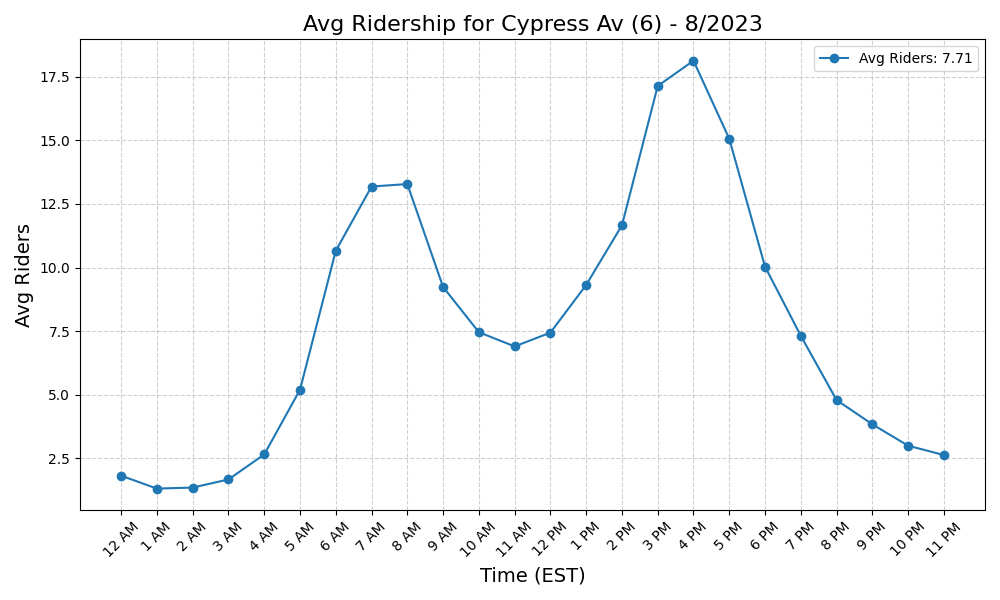 Avg Ridership for Cypress Av (6) - 8/2023
Avg Riders: 7.71
Avg Riders
17.5
15.0
12.5
10.0
7.5
5.0
2.5
12 AM
1 AM
2 AM
3 AM
4 AM
5 AM
6 AM
7 AM
8 AM
9 AM
10 AM
11 AM
12 PM
1 PM
2 PM
3 PM
4 PM
5 PM
6 PM
7 PM
8 PM
9 PM
10 PM
11 PM
Time (EST)